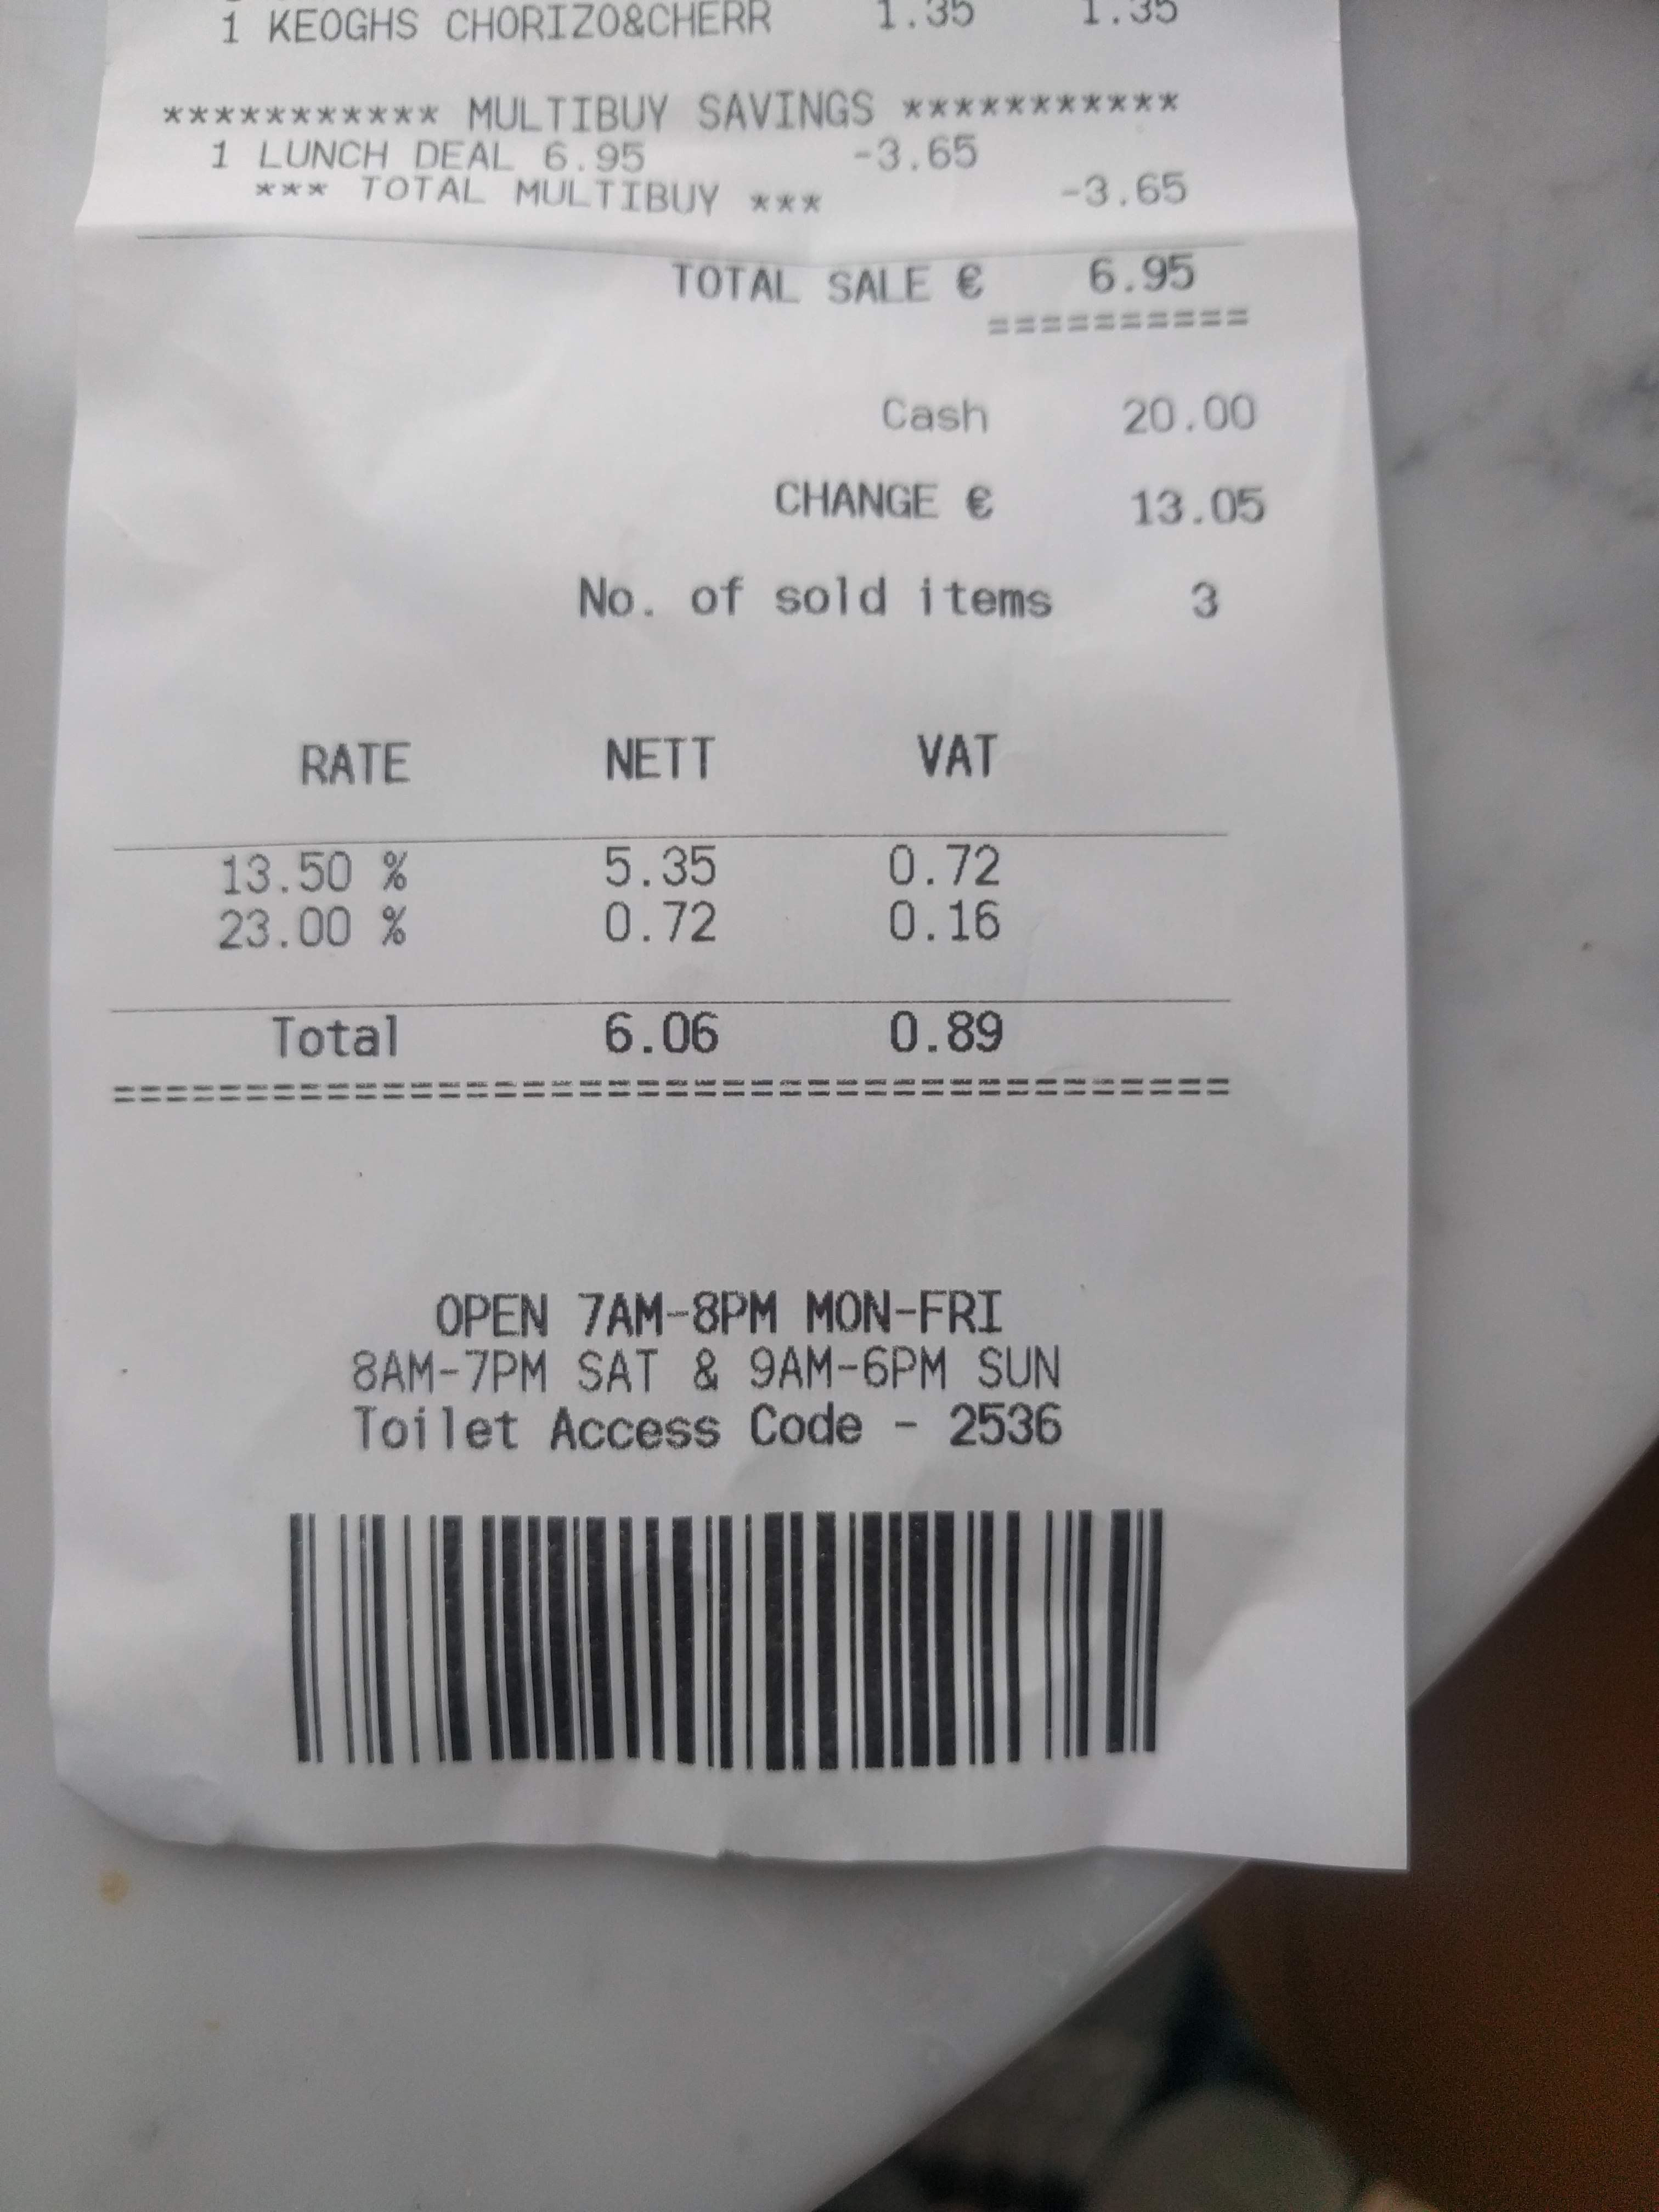 1 KEOGHS CHORIZO&CHERR 1.35 1.35
*********** MULTIBUY SAVINGS ***********
1 LUNCH DEAL 6.95 -3.65
*** TOTAL MULTIBUY *** -3.65
TOTAL SALE € 6.95
==========
Cash 20.00
CHANGE € 13.05
No. of sold items 3
RATE NETT VAT
13.50 % 5.35 0.72
23.00 % 0.72 0.16
Total 6.06 0.89
========================================
OPEN 7AM-8PM MON-FRI
8AM-7PM SAT & 9AM-6PM SUN
Toilet Access Code - 2536